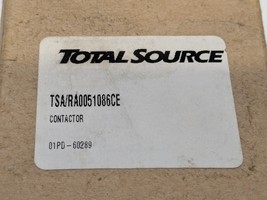 TOTAL SOURCE
TSA/RA0051086CE
CONTACTOR
01PD-60289